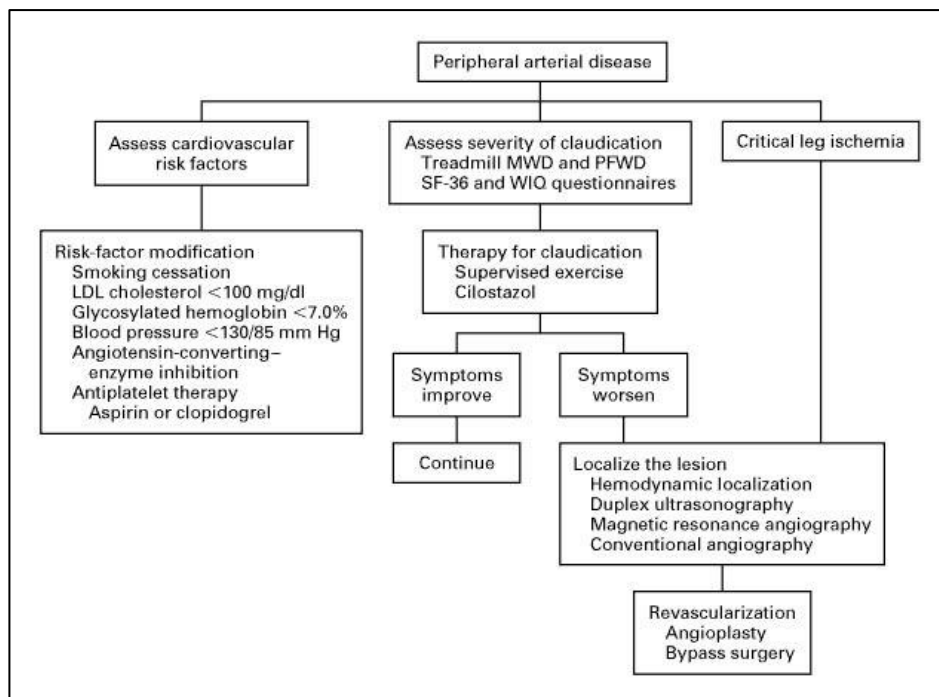 Peripheral arterial disease
Assess cardiovascular
risk factors
Assess severity of claudication
Treadmill MWD and PFWD
SF-36 and WIQ questionnaires
Critical leg ischemia
Risk-factor modification
Smoking cessation
LDL cholesterol <100 mg/dl
Glycosylated hemoglobin <7.0%
Blood pressure <130/85 mm Hg
Angiotensin-converting–
enzyme inhibition
Antiplatelet therapy
Aspirin or clopidogrel
Therapy for claudication
Supervised exercise
Cilostazol
Symptoms
improve
Symptoms
worsen
Continue
Localize the lesion
Hemodynamic localization
Duplex ultrasonography
Magnetic resonance angiography
Conventional angiography
Revascularization
Angioplasty
Bypass surgery